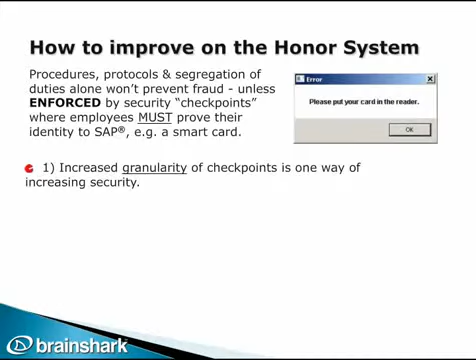 How to improve on the Honor System
Procedures, protocols & segregation of
duties alone won't prevent fraud - unless
ENFORCED by security "checkpoints"
where employees MUST prove their
identity to SAP®, e.g. a smart card.
Error
Please put your card in the reader.
OK
1) Increased granularity of checkpoints is one way of
increasing security.
brainshark